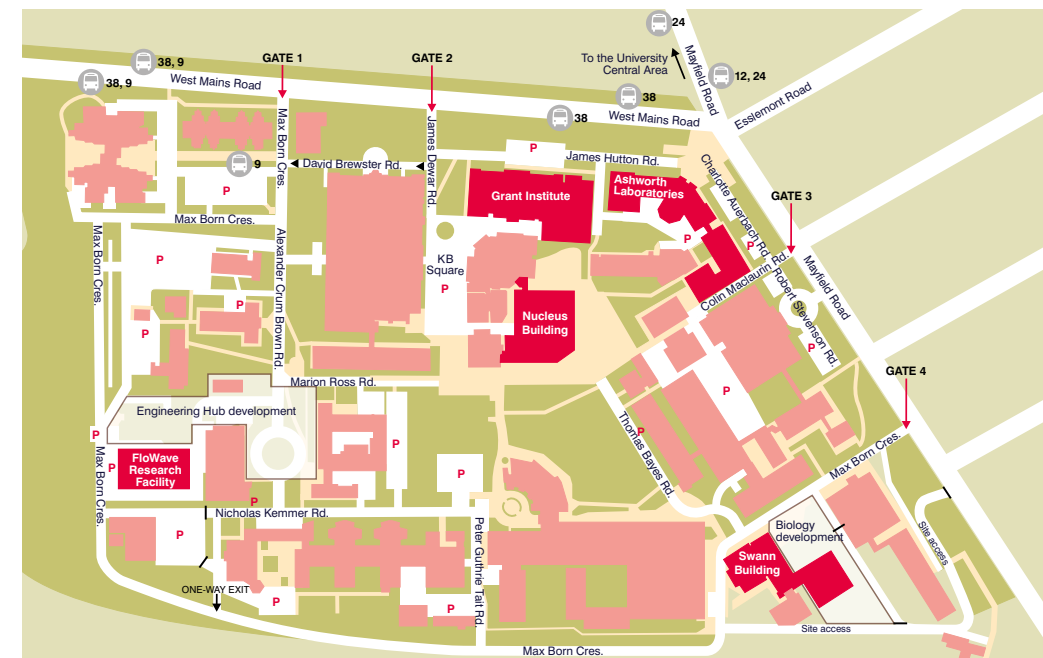 24
To the University
Central Area
Mayfield Road
12, 24
Esslemont Road
38, 9
38, 9
GATE 1
GATE 2
West Mains Road
38
38
West Mains Road
Max Born Cres.
James Dewar Rd.
9
David Brewster Rd.
P
James Hutton Rd.
P
Grant Institute
Ashworth
Laboratories
Charlotte Auerbach Rd.
GATE 3
Max Born Cres.
Max Born Cres.
Alexander Crum Brown Rd.
P
P
P
KB
Square
P
P
P
Colin Maclaurin Rd.
Mayfield Road
Robert Stevenson Rd.
Nucleus
Building
P
P
Marion Ross Rd.
GATE 4
Engineering Hub development
P
P
P
P
Thomas Bayes Rd.
Max Born Cres.
FloWave
Research
Facility
P
Max Born Cres.
P
Nicholas Kemmer Rd.
P
Peter Guthrie Tait Rd.
Biology
development
Site access
Swann
Building
ONE-WAY EXIT
P
P
Site access
Max Born Cres.